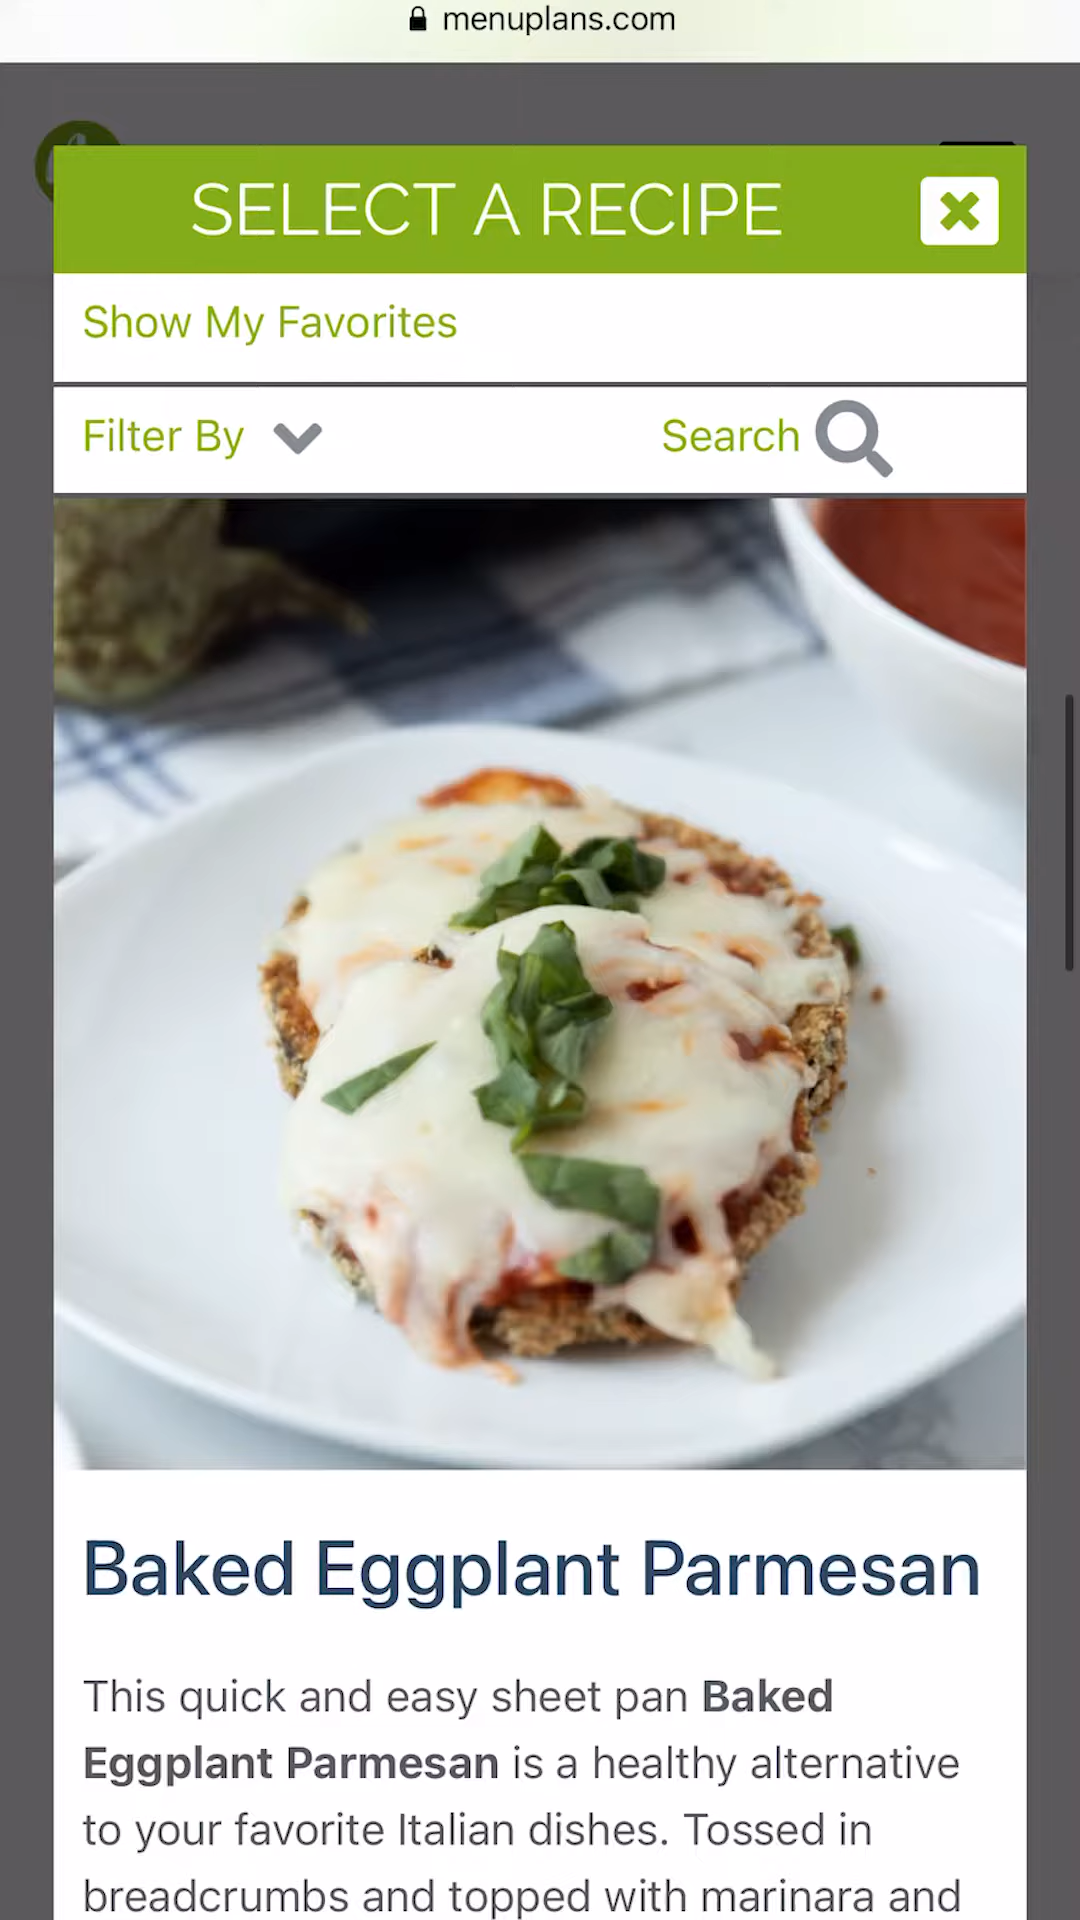 menuplans.com
SELECT A RECIPE
Show My Favorites
Filter By
Search
Baked Eggplant Parmesan
This quick and easy sheet pan Baked
Eggplant Parmesan is a healthy alternative
to your favorite Italian dishes. Tossed in
breadcrumbs and topped with marinara and